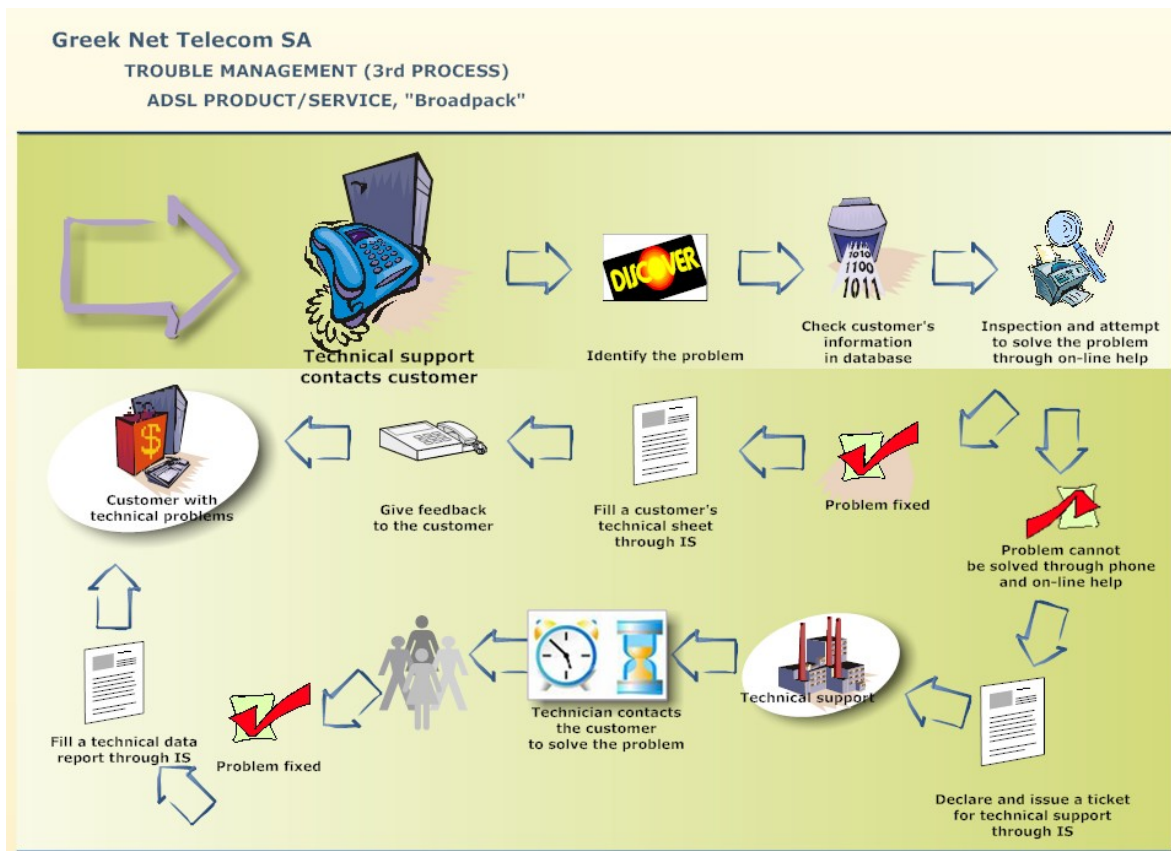 Greek Net Telecom SA
TROUBLE MANAGEMENT (3rd PROCESS)
ADSL PRODUCT/SERVICE, "Broadpack"
DISCOVER
1010
1100
1011
Technical support
contacts customer
Identify the problem
Check customer's
information
in database
Inspection and attempt
to solve the problem
through on-line help
$
Customer with
technical problems
Give feedback
to the customer
Fill a customer's
technical sheet
through IS
Problem fixed
Problem cannot
be solved through phone
and on-line help
Fill a technical data
report through IS
Problem fixed
Technician contacts
the customer
to solve the problem
Technical support
Declare and issue a ticket
for technical support
through IS